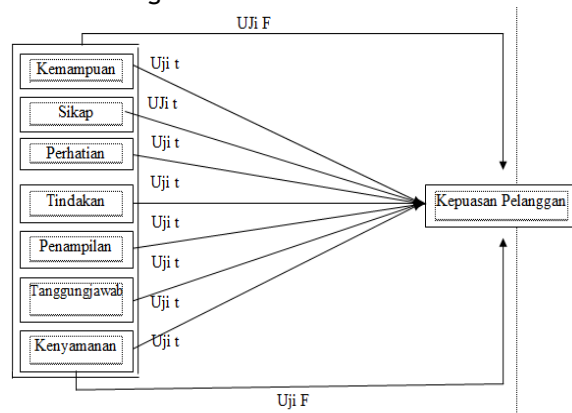 UJi F
Kemampuan
Uji t
Sikap
UJi t
Perhatian
Uji t
Uji t
Tindakan
Kepuasan Pelanggan
Uji t
Penampilan
Uji t
Tanggungjawab
Uji t
Kenyamanan
Uji t
Uji F